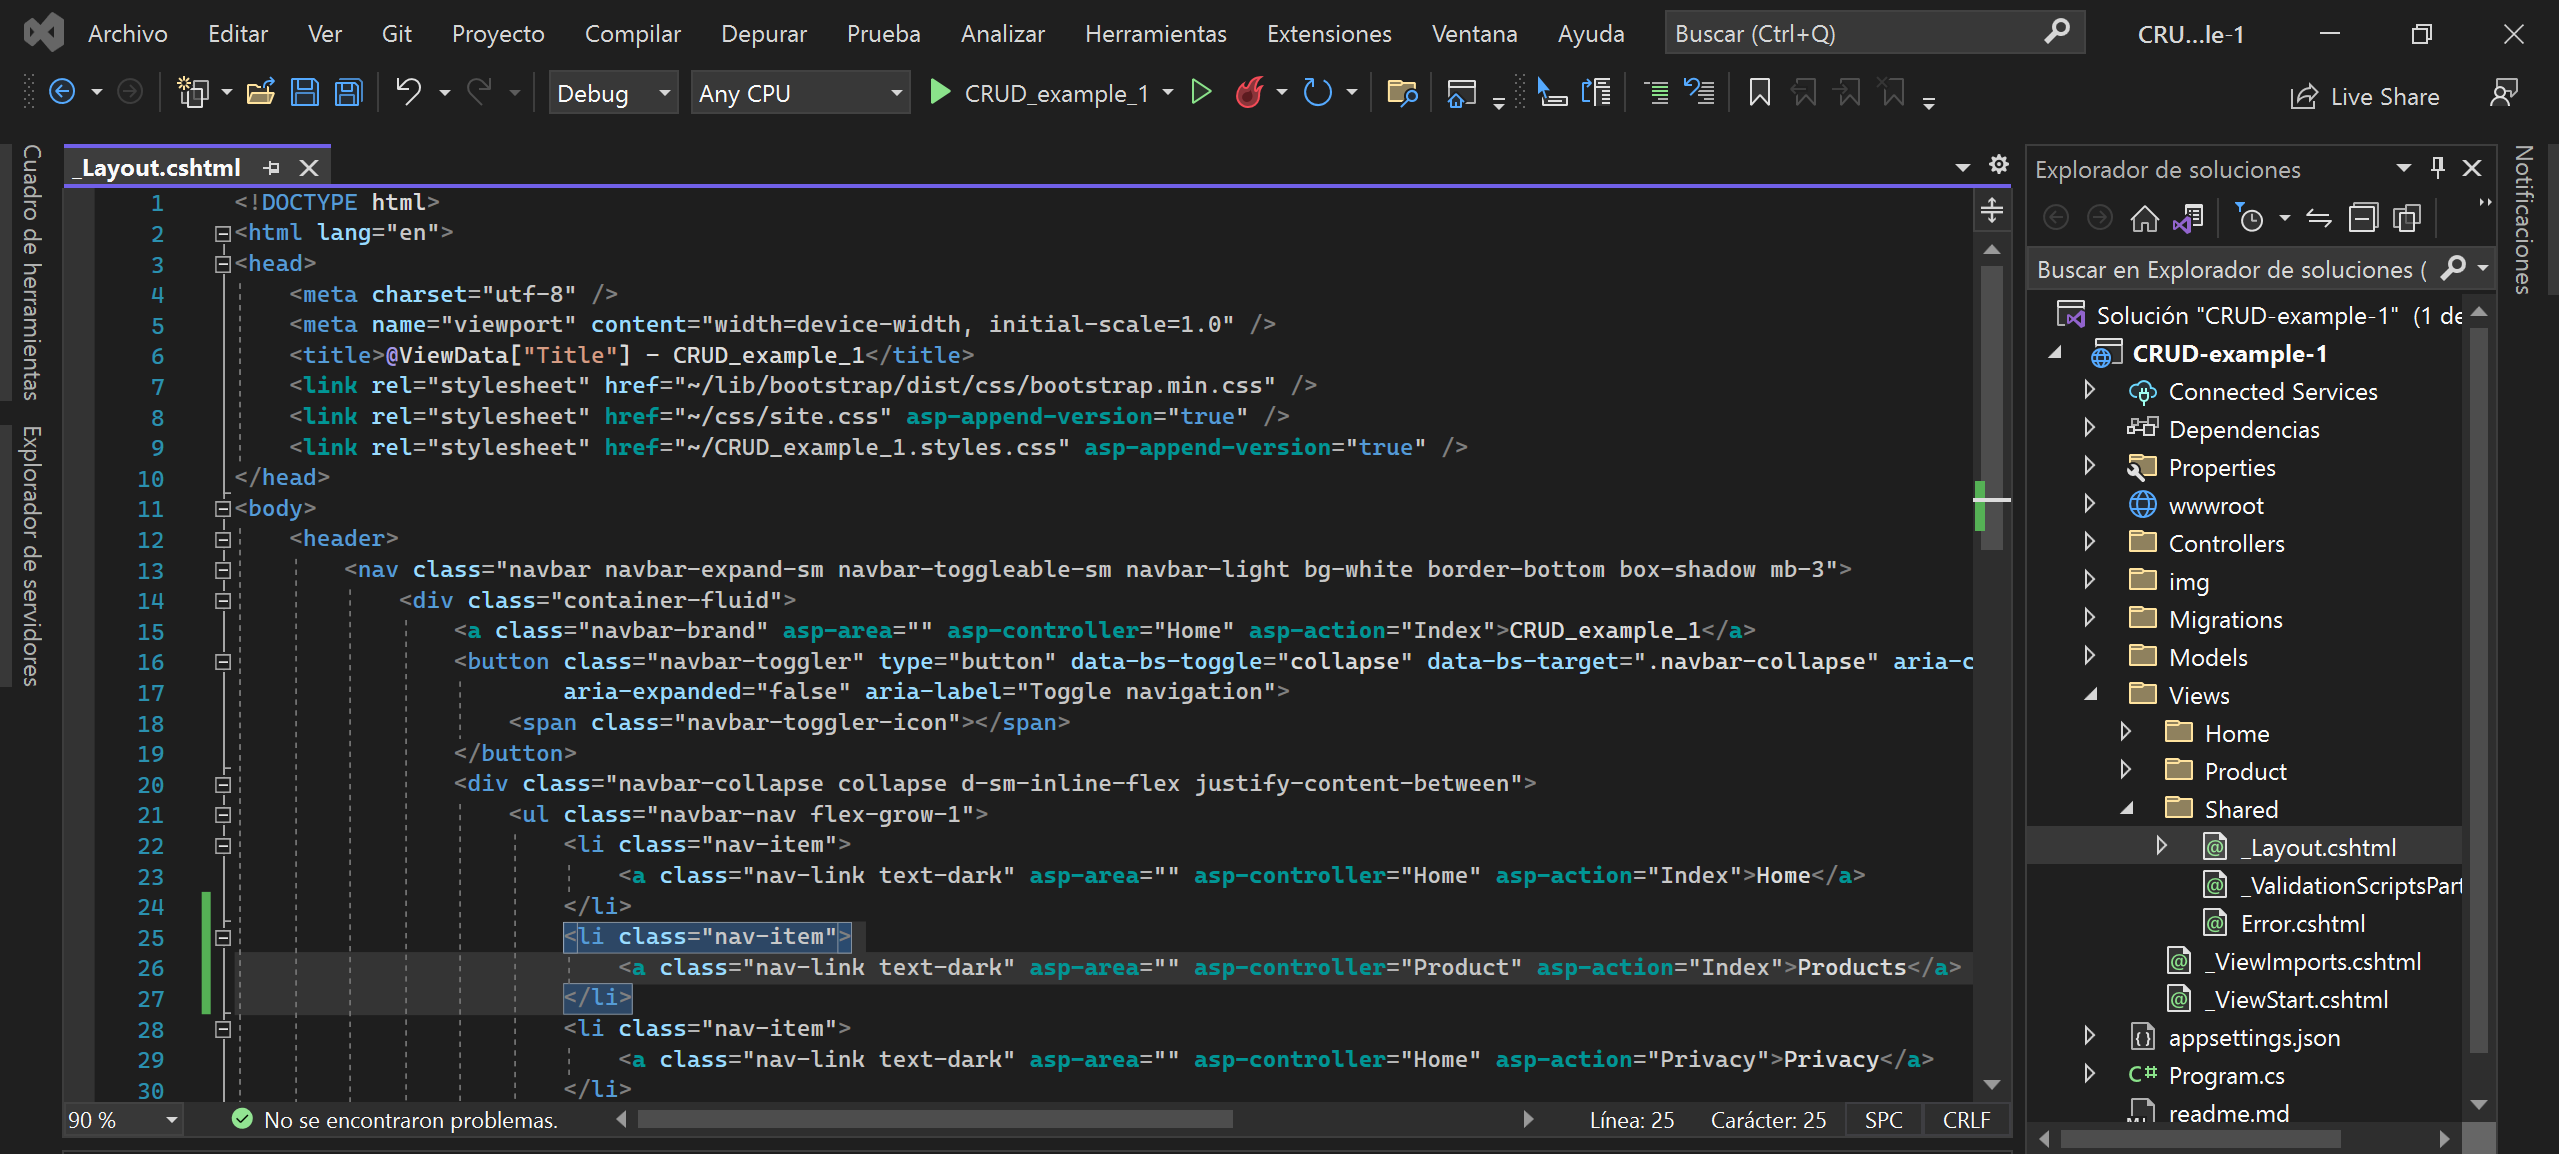 Archivo Editar Ver Git Proyecto Compilar Depurar Prueba Analizar Herramientas Extensiones Ventana Ayuda Buscar (Ctrl+Q) CRU...le-1
Debug Any CPU CRUD_example_1 Live Share
Cuadro de herramientas
Explorador de servidores
_Layout.cshtml
1 <!DOCTYPE html>
2 <html lang="en">
3 <head>
4 <meta charset="utf-8" />
5 <meta name="viewport" content="width=device-width, initial-scale=1.0" />
6 <title>@ViewData["Title"] - CRUD_example_1</title>
7 <link rel="stylesheet" href="~/lib/bootstrap/dist/css/bootstrap.min.css" />
8 <link rel="stylesheet" href="~/css/site.css" asp-append-version="true" />
9 <link rel="stylesheet" href="~/CRUD_example_1.styles.css" asp-append-version="true" />
10 </head>
11 <body>
12 <header>
13 <nav class="navbar navbar-expand-sm navbar-toggleable-sm navbar-light bg-white border-bottom box-shadow mb-3">
14 <div class="container-fluid">
15 <a class="navbar-brand" asp-area="" asp-controller="Home" asp-action="Index">CRUD_example_1</a>
16 <button class="navbar-toggler" type="button" data-bs-toggle="collapse" data-bs-target=".navbar-collapse" aria-c
17 aria-expanded="false" aria-label="Toggle navigation">
18 <span class="navbar-toggler-icon"></span>
19 </button>
20 <div class="navbar-collapse collapse d-sm-inline-flex justify-content-between">
21 <ul class="navbar-nav flex-grow-1">
22 <li class="nav-item">
23 <a class="nav-link text-dark" asp-area="" asp-controller="Home" asp-action="Index">Home</a>
24 </li>
25 <li class="nav-item">
26 <a class="nav-link text-dark" asp-area="" asp-controller="Product" asp-action="Index">Products</a>
27 </li>
28 <li class="nav-item">
29 <a class="nav-link text-dark" asp-area="" asp-controller="Home" asp-action="Privacy">Privacy</a>
30 </li>
90 % No se encontraron problemas. Línea: 25 Carácter: 25 SPC CRLF
Explorador de soluciones
Buscar en Explorador de soluciones (
Solución "CRUD-example-1" (1 de
CRUD-example-1
Connected Services
Dependencias
Properties
wwwroot
Controllers
img
Migrations
Models
Views
Home
Product
Shared
_Layout.cshtml
_ValidationScriptsPart
Error.cshtml
_ViewImports.cshtml
_ViewStart.cshtml
appsettings.json
C# Program.cs
readme.md
Notificaciones